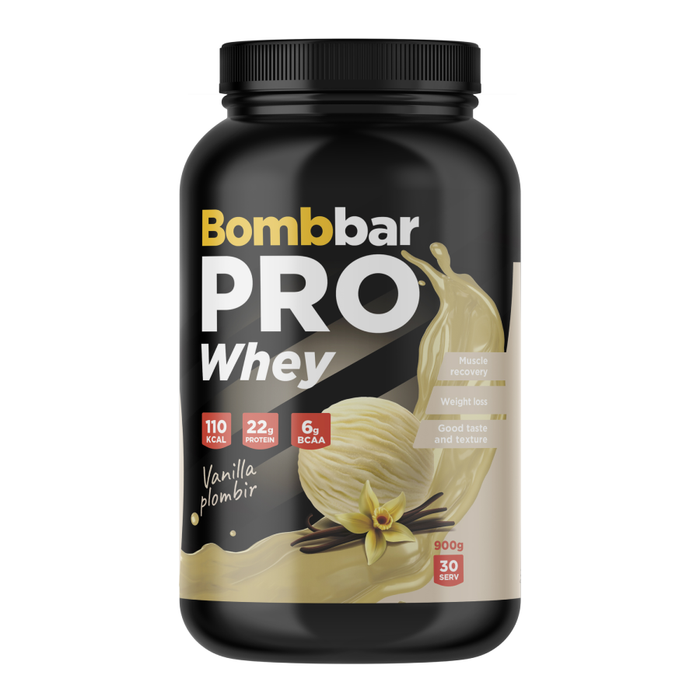 Bombbar
PRO
Whey
110
KCAL
22g
PROTEIN
6g
BCAA
Vanilla
plombir
Muscle
recovery
Weight loss
Good taste
and texture
900g
30
SERV